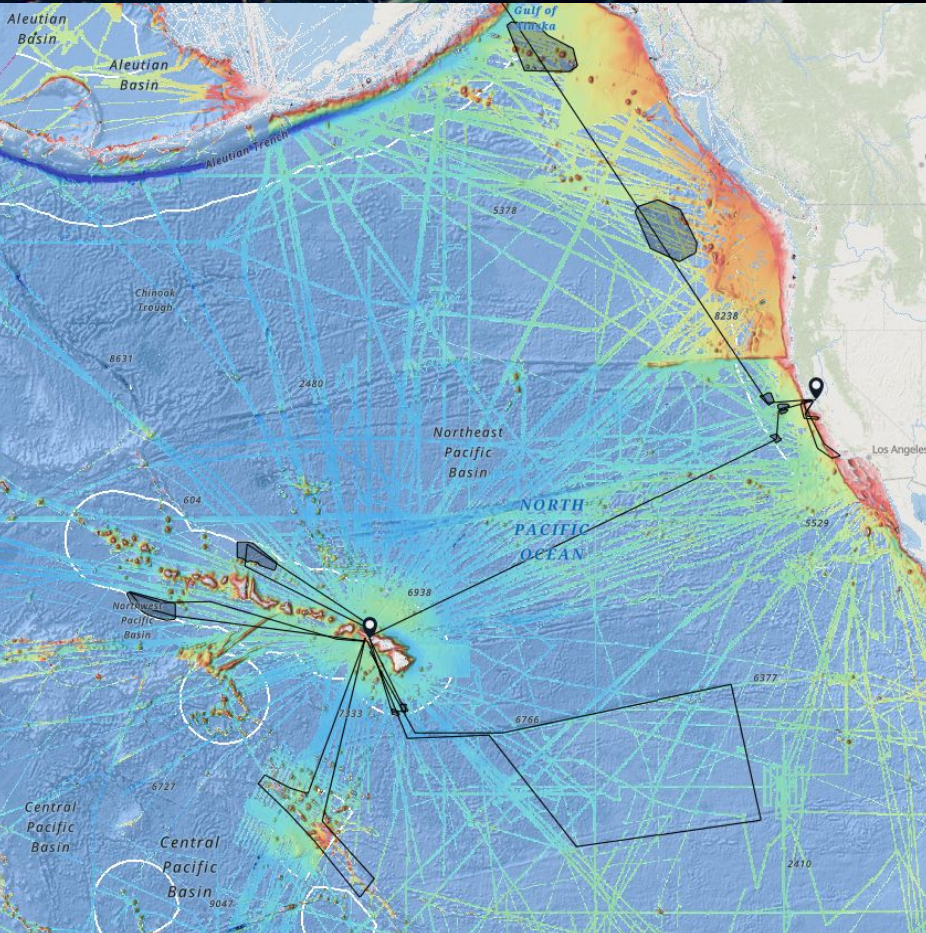 Gulf of
Alaska
Aleutian
Basin
Aleutian
Basin
Aleutian Trench
5378
Chinook
Trough
8238
8631
2480
Northeast
Pacific
Basin
Los Angeles
604
NORTH
PACIFIC
OCEAN
5529
6938
Northwest
Pacific
Basin
6377
7333
6766
6727
Central
Pacific
Basin
Central
Pacific
Basin
2410
9047